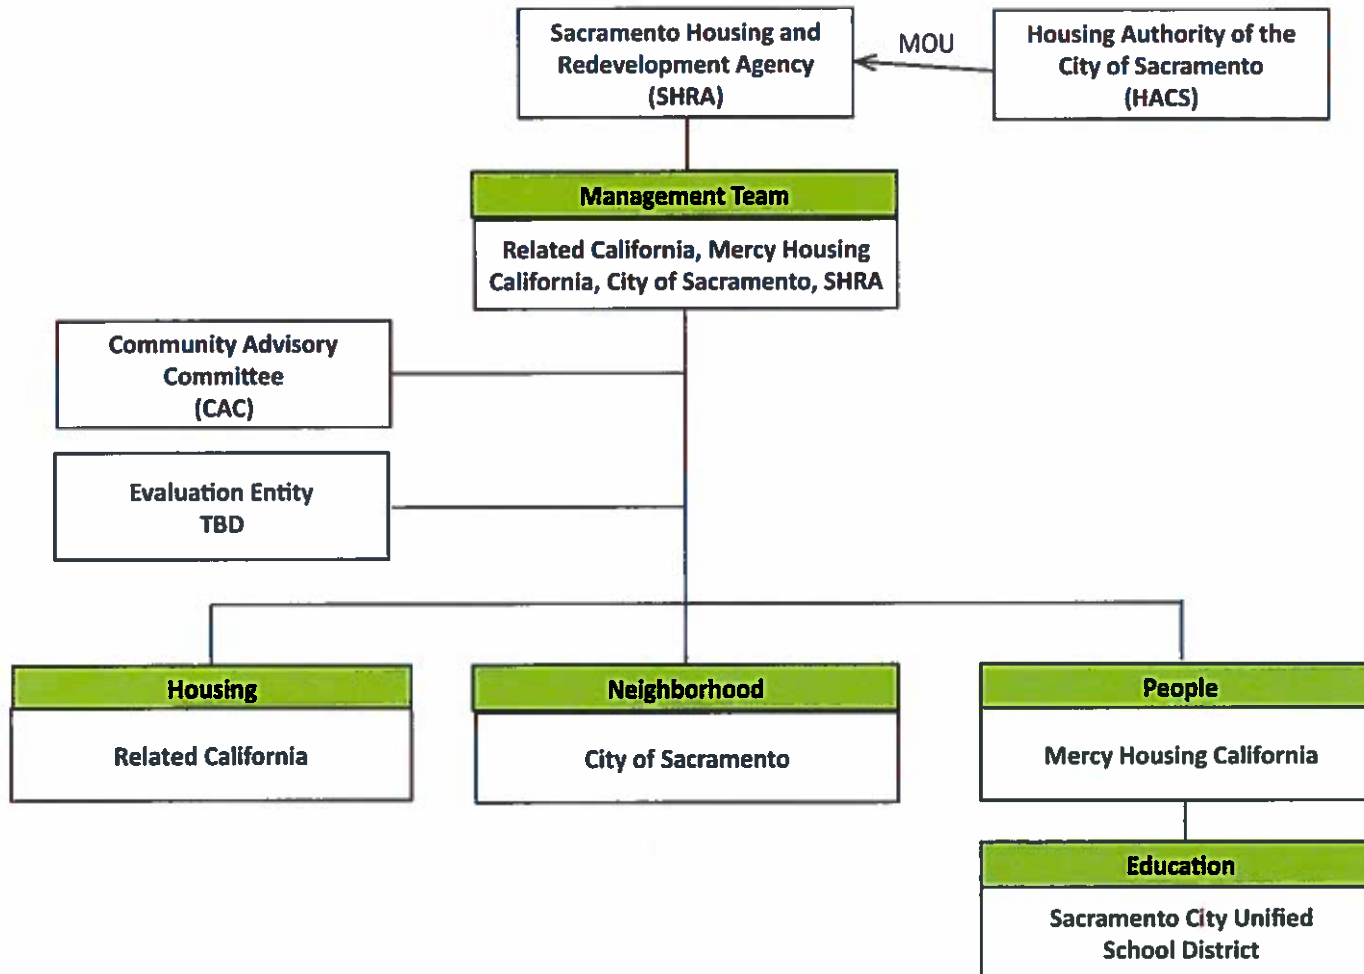 Sacramento Housing and
Redevelopment Agency
(SHRA)
MOU
Housing Authority of the
City of Sacramento
(HACS)
Management Team
Related California, Mercy Housing
California, City of Sacramento, SHRA
Community Advisory
Committee
(CAC)
Evaluation Entity
TBD
Housing
Related California
Neighborhood
City of Sacramento
People
Mercy Housing California
Education
Sacramento City Unified
School District